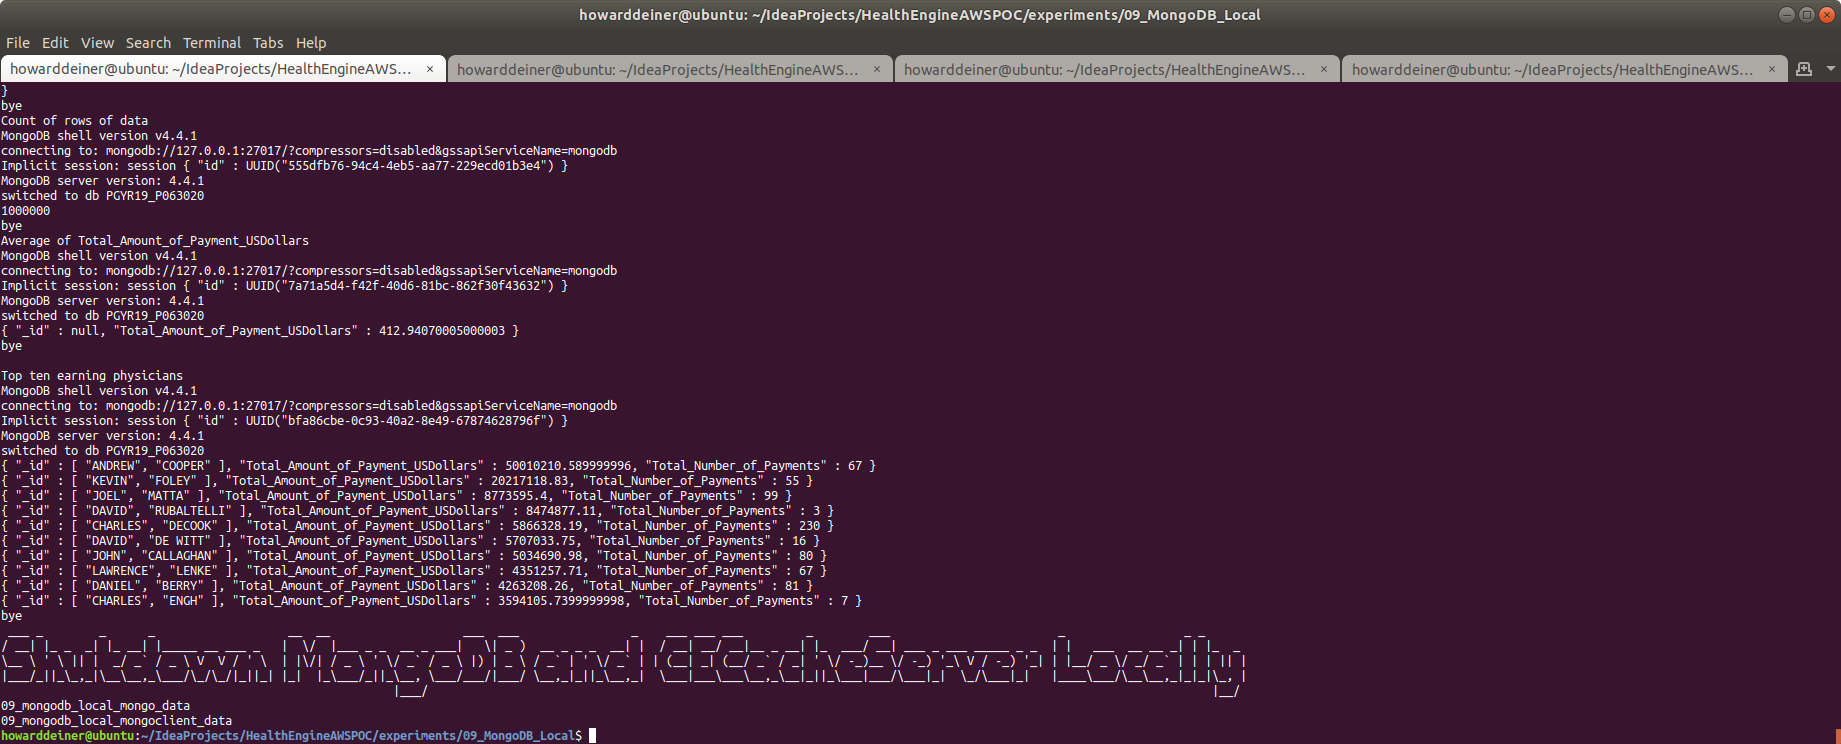 howarddeiner@ubuntu: ~/IdeaProjects/HealthEngineAWSPOC/experiments/09_MongoDB_Local
File Edit View Search Terminal Tabs Help
howarddeiner@ubuntu: ~/IdeaProjects/HealthEngineAWS... × howarddeiner@ubuntu: ~/IdeaProjects/HealthEngineAWS... × howarddeiner@ubuntu: ~/IdeaProjects/HealthEngineAWS... × howarddeiner@ubuntu: ~/IdeaProjects/HealthEngineAWS... ×
}
bye
Count of rows of data
MongoDB shell version v4.4.1
connecting to: mongodb://127.0.0.1:27017/?compressors=disabled&gssapiServiceName=mongodb
Implicit session: session { "id" : UUID("555dfb76-94c4-4eb5-aa77-229ecd01b3e4") }
MongoDB server version: 4.4.1
switched to db PGYR19_P063020
1000000
bye
Average of Total_Amount_of_Payment_USDollars
MongoDB shell version v4.4.1
connecting to: mongodb://127.0.0.1:27017/?compressors=disabled&gssapiServiceName=mongodb
Implicit session: session { "id" : UUID("7a71a5d4-f42f-40d6-81bc-862f30f43632") }
MongoDB server version: 4.4.1
switched to db PGYR19_P063020
{ "_id" : null, "Total_Amount_of_Payment_USDollars" : 412.94070005000003 }
bye
Top ten earning physicians
MongoDB shell version v4.4.1
connecting to: mongodb://127.0.0.1:27017/?compressors=disabled&gssapiServiceName=mongodb
Implicit session: session { "id" : UUID("bfa86cbe-0c93-40a2-8e49-67874628796f") }
MongoDB server version: 4.4.1
switched to db PGYR19_P063020
{ "_id" : [ "ANDREW", "COOPER" ], "Total_Amount_of_Payment_USDollars" : 50010210.589999996, "Total_Number_of_Payments" : 67 }
{ "_id" : [ "KEVIN", "FOLEY" ], "Total_Amount_of_Payment_USDollars" : 20217118.83, "Total_Number_of_Payments" : 55 }
{ "_id" : [ "JOEL", "MATTA" ], "Total_Amount_of_Payment_USDollars" : 8773595.4, "Total_Number_of_Payments" : 99 }
{ "_id" : [ "DAVID", "RUBALTELLI" ], "Total_Amount_of_Payment_USDollars" : 8474877.11, "Total_Number_of_Payments" : 3 }
{ "_id" : [ "CHARLES", "DECOOK" ], "Total_Amount_of_Payment_USDollars" : 5866328.19, "Total_Number_of_Payments" : 230 }
{ "_id" : [ "DAVID", "DE WITT" ], "Total_Amount_of_Payment_USDollars" : 5707033.75, "Total_Number_of_Payments" : 16 }
{ "_id" : [ "JOHN", "CALLAGHAN" ], "Total_Amount_of_Payment_USDollars" : 5034690.98, "Total_Number_of_Payments" : 80 }
{ "_id" : [ "LAWRENCE", "LENKE" ], "Total_Amount_of_Payment_USDollars" : 4351257.71, "Total_Number_of_Payments" : 67 }
{ "_id" : [ "DANIEL", "BERRY" ], "Total_Amount_of_Payment_USDollars" : 4263208.26, "Total_Number_of_Payments" : 81 }
{ "_id" : [ "CHARLES", "ENGH" ], "Total_Amount_of_Payment_USDollars" : 3594105.7399999998, "Total_Number_of_Payments" : 7 }
bye
Shutdown MongoDB and CECacheServer Locally
09_mongodb_local_mongo_data
09_mongodb_local_mongoclient_data
howarddeiner@ubuntu:~/IdeaProjects/HealthEngineAWSPOC/experiments/09_MongoDB_Local$